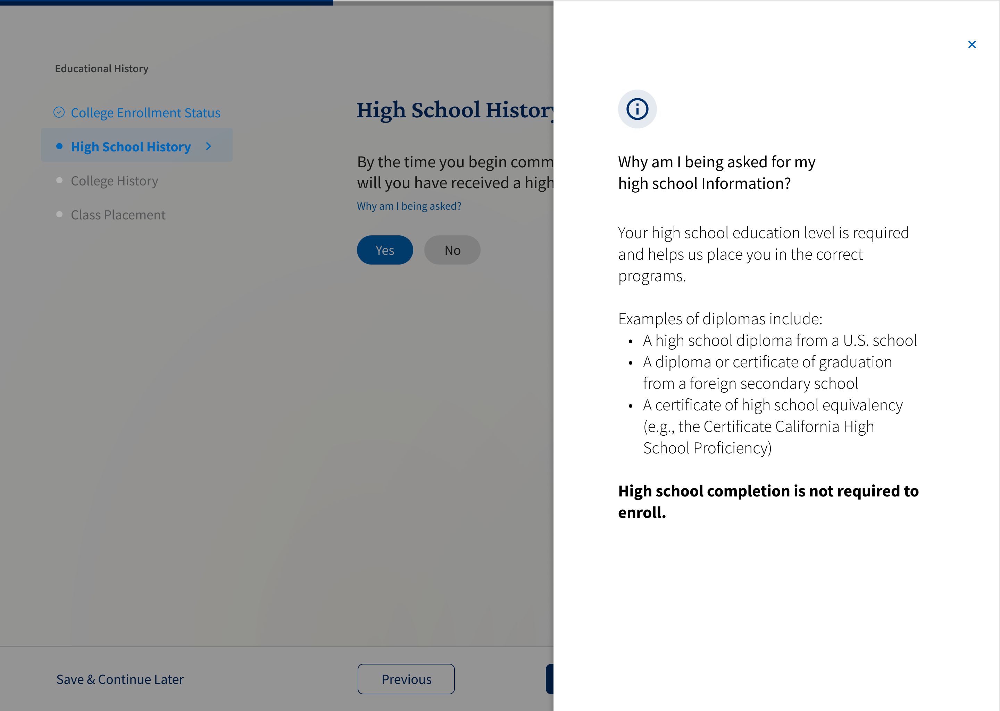 Educational History
College Enrollment Status
High School History
College History
Class Placement
High School History
By the time you begin comm
will you have received a high
Why am I being asked?
Yes
No
Save & Continue Later
Previous
Why am I being asked for my
high school Information?
Your high school education level is required
and helps us place you in the correct
programs.
Examples of diplomas include:
• A high school diploma from a U.S. school
• A diploma or certificate of graduation
from a foreign secondary school
• A certificate of high school equivalency
(e.g., the Certificate California High
School Proficiency)
High school completion is not required to
enroll.